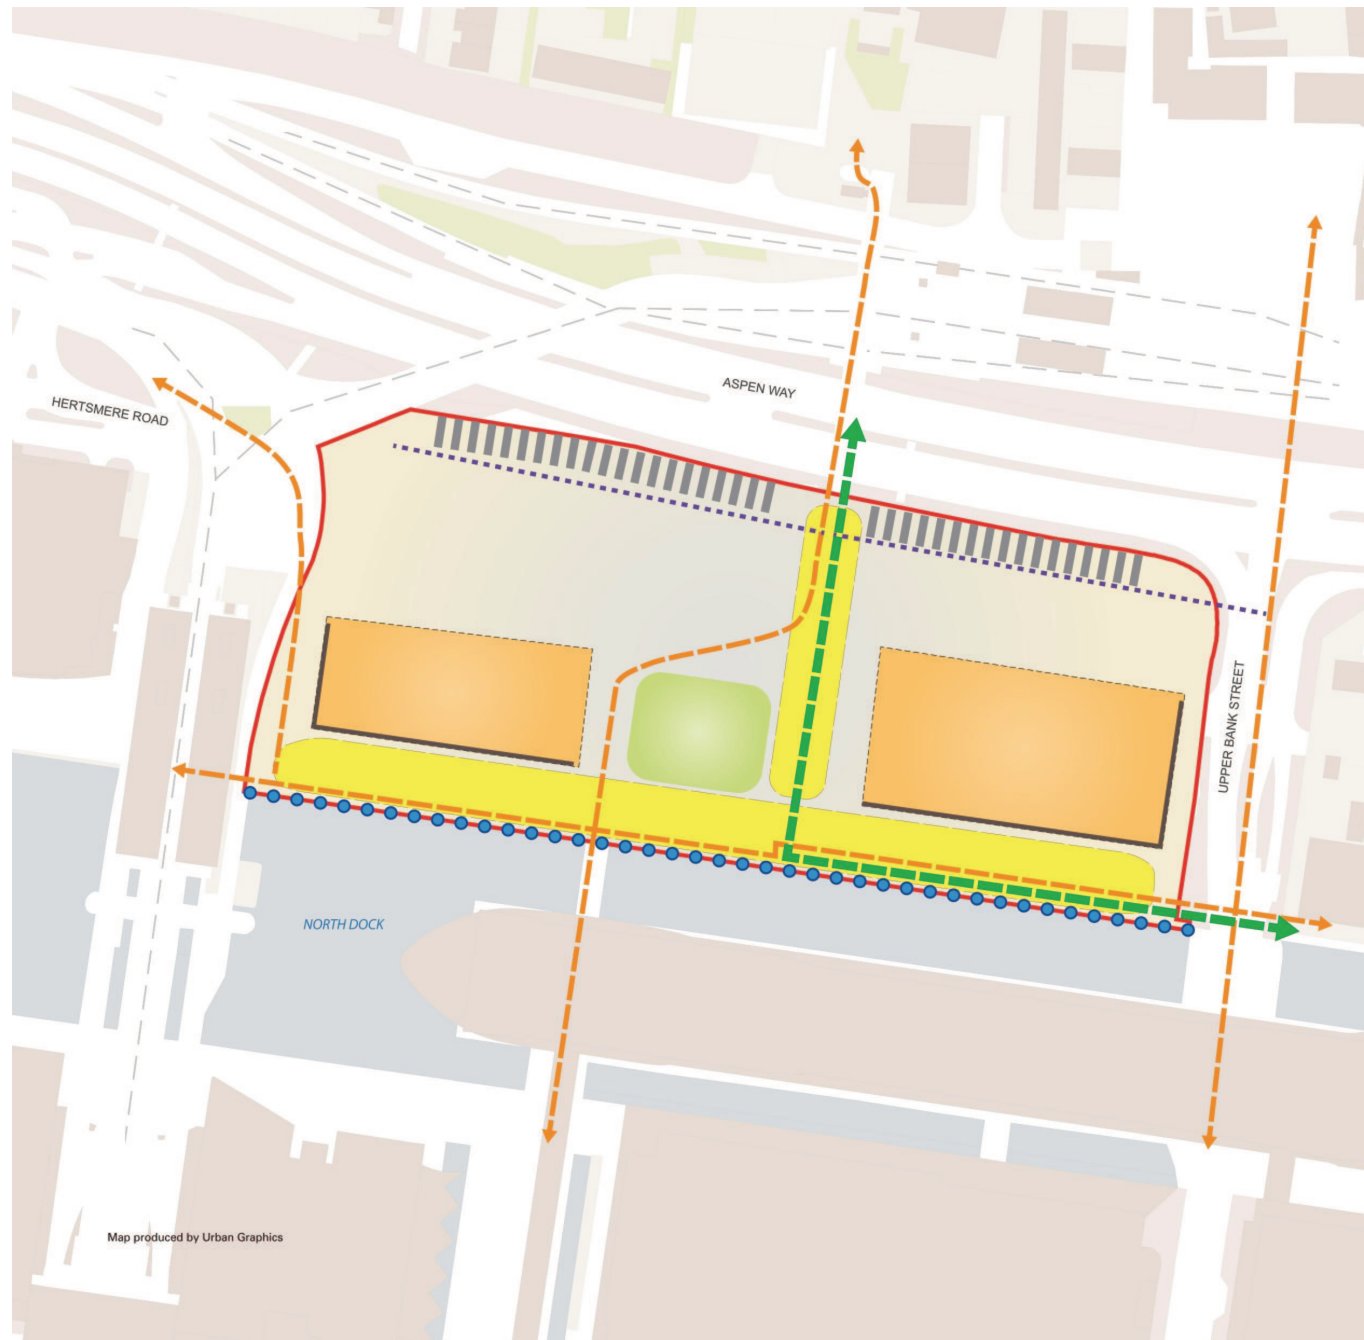 ASPEN WAY
HERTSMERE ROAD
UPPER BANK STREET
NORTH DOCK
Map produced by Urban Graphics